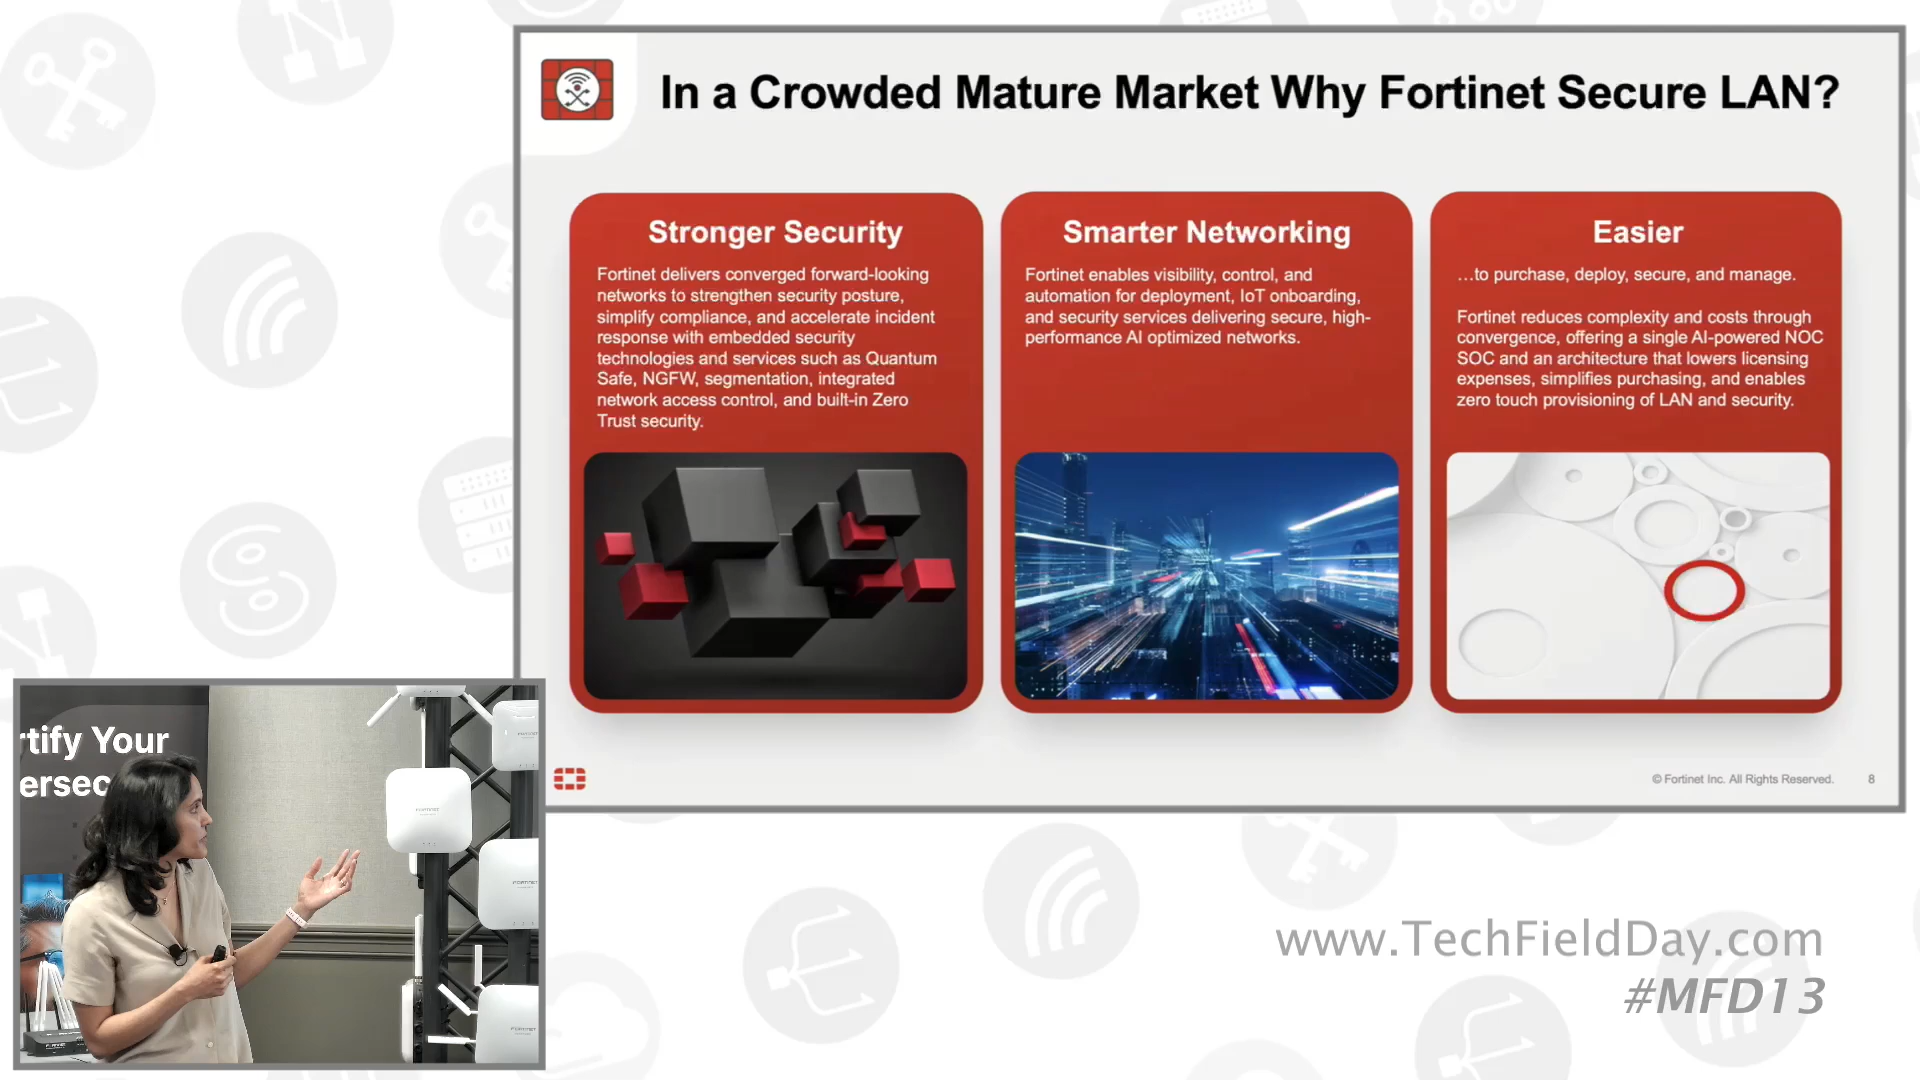 In a Crowded Mature Market Why Fortinet Secure LAN?
Stronger Security
Fortinet delivers converged forward-looking
networks to strengthen security posture,
simplify compliance, and accelerate incident
response with embedded security
technologies and services such as Quantum
Safe, NGFW, segmentation, integrated
network access control, and built-in Zero
Trust security.
Smarter Networking
Fortinet enables visibility, control, and
automation for deployment, IoT onboarding,
and security services delivering secure, high-
performance AI optimized networks.
Easier
…to purchase, deploy, secure, and manage.
Fortinet reduces complexity and costs through
convergence, offering a single AI-powered NOC
SOC and an architecture that lowers licensing
expenses, simplifies purchasing, and enables
zero touch provisioning of LAN and security.
© Fortinet Inc. All Rights Reserved.
8
rtify Your
ersec
FORTINET
FORTINET
FORTINET
www.TechFieldDay.com
#MFD13